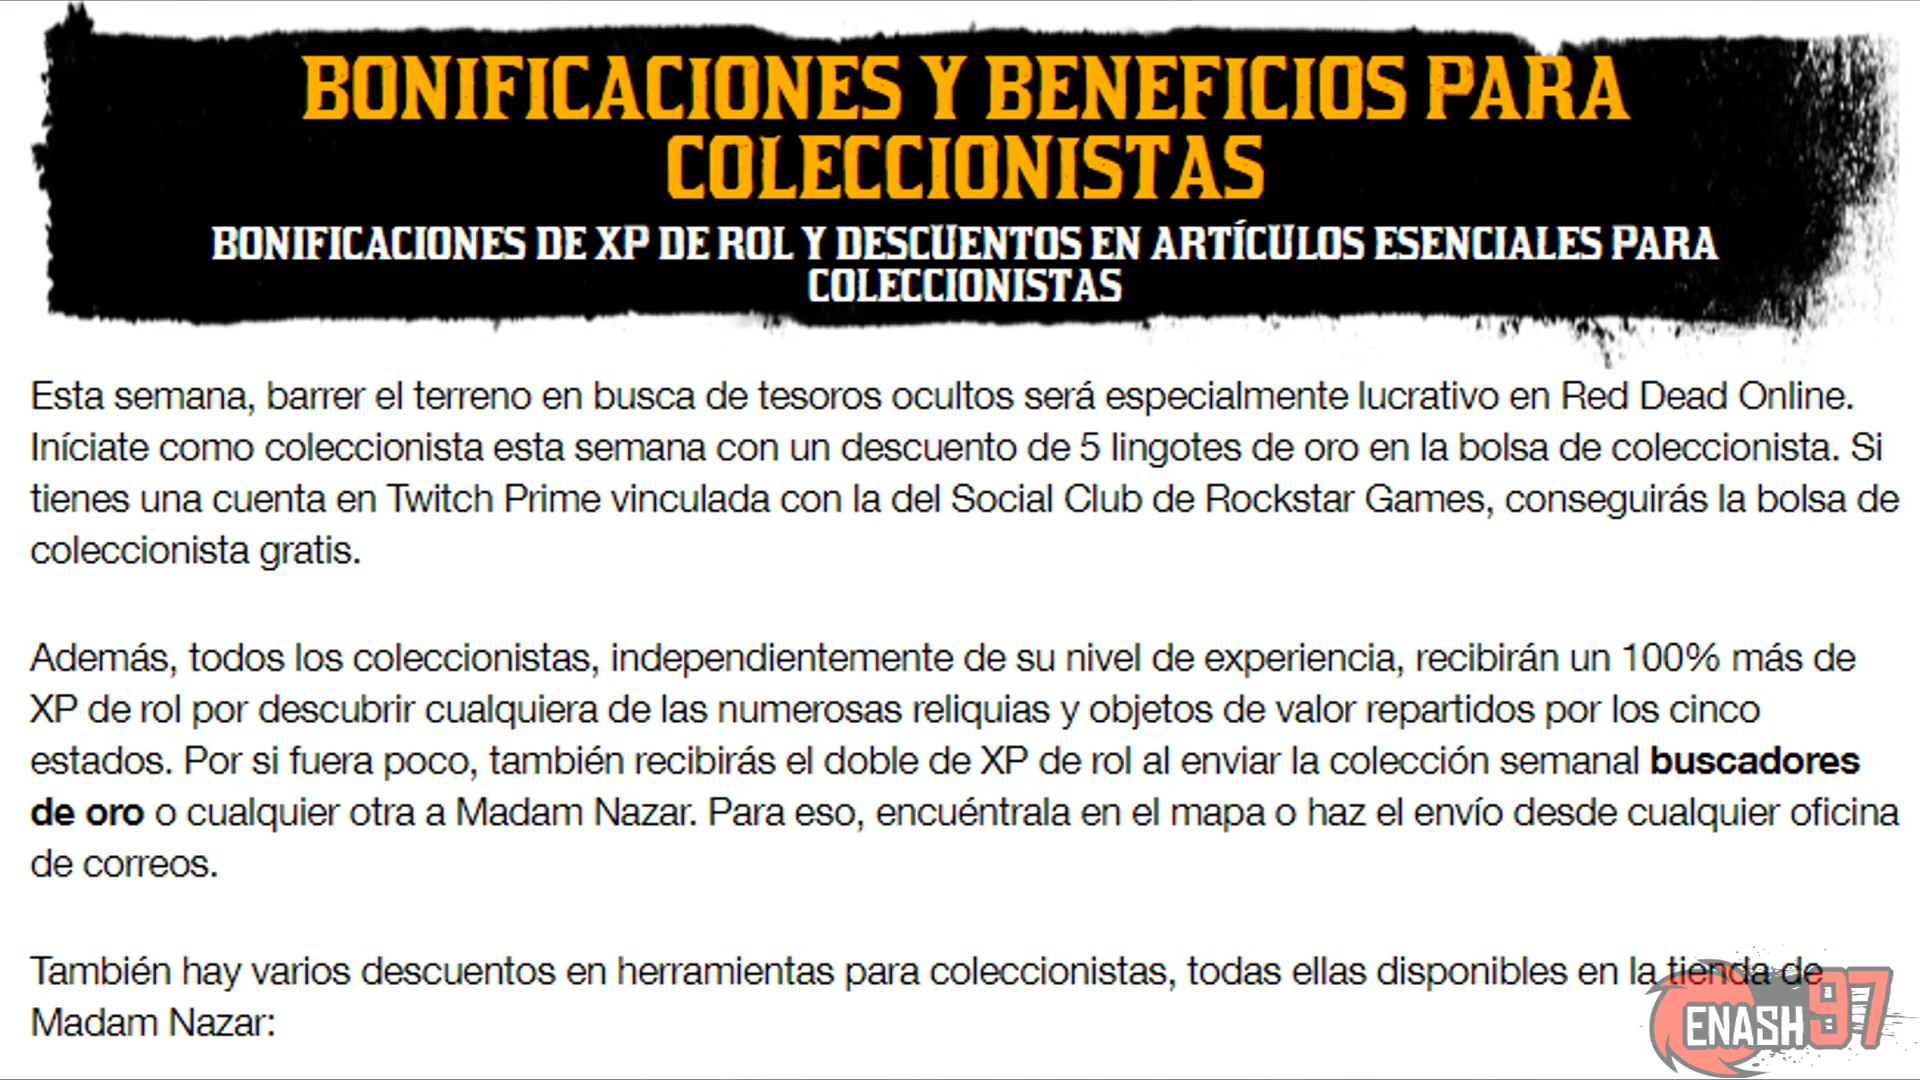 BONIFICACIONES Y BENEFICIOS PARA
COLECCIONISTAS
BONIFICACIONES DE XP DE ROL Y DESCUENTOS EN ARTÍCULOS ESENCIALES PARA
COLECCIONISTAS
Esta semana, barrer el terreno en busca de tesoros ocultos será especialmente lucrativo en Red Dead Online.
Iníciate como coleccionista esta semana con un descuento de 5 lingotes de oro en la bolsa de coleccionista. Si
tienes una cuenta en Twitch Prime vinculada con la del Social Club de Rockstar Games, conseguirás la bolsa de
coleccionista gratis.
Además, todos los coleccionistas, independientemente de su nivel de experiencia, recibirán un 100% más de
XP de rol por descubrir cualquiera de las numerosas reliquias y objetos de valor repartidos por los cinco
estados. Por si fuera poco, también recibirás el doble de XP de rol al enviar la colección semanal buscadores
de oro o cualquier otra a Madam Nazar. Para eso, encuéntrala en el mapa o haz el envío desde cualquier oficina
de correos.
También hay varios descuentos en herramientas para coleccionistas, todas ellas disponibles en la tienda de
Madam Nazar:
ENASH97